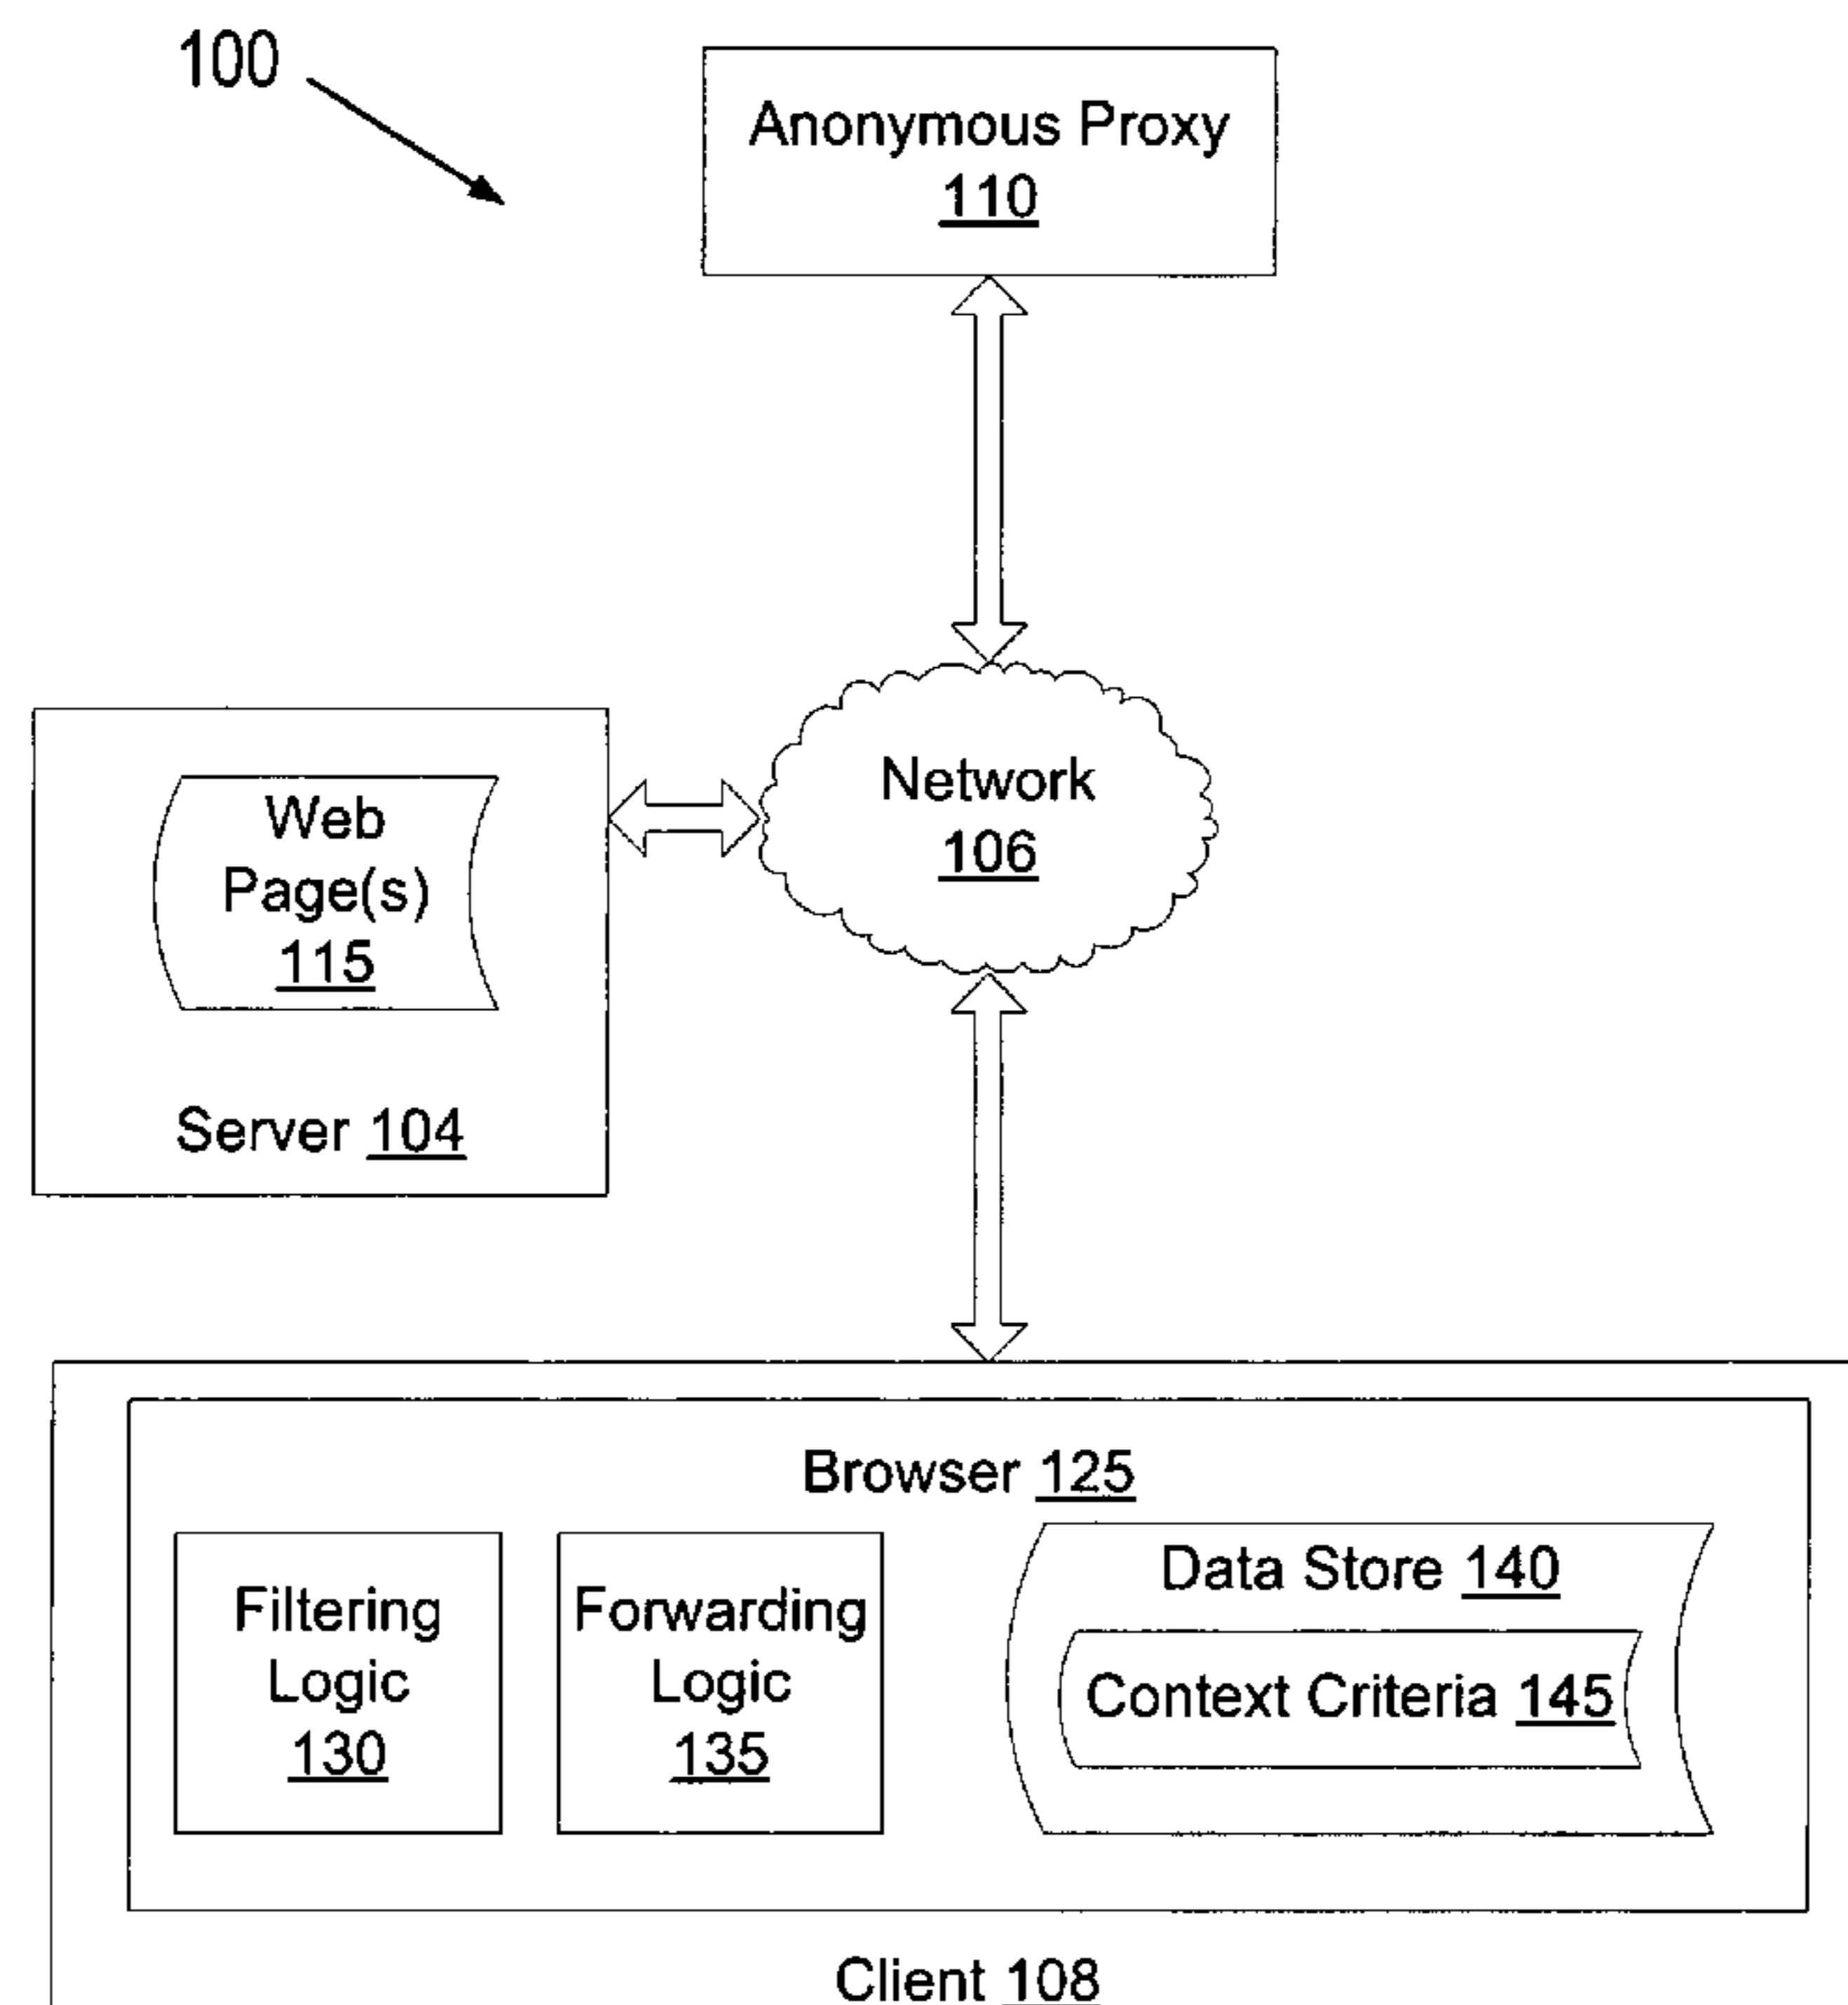 100
Anonymous Proxy
110
Network
106
Web
Page(s)
115
Server 104
Browser 125
Filtering
Logic
130
Forwarding
Logic
135
Data Store 140
Context Criteria 145
Client 108